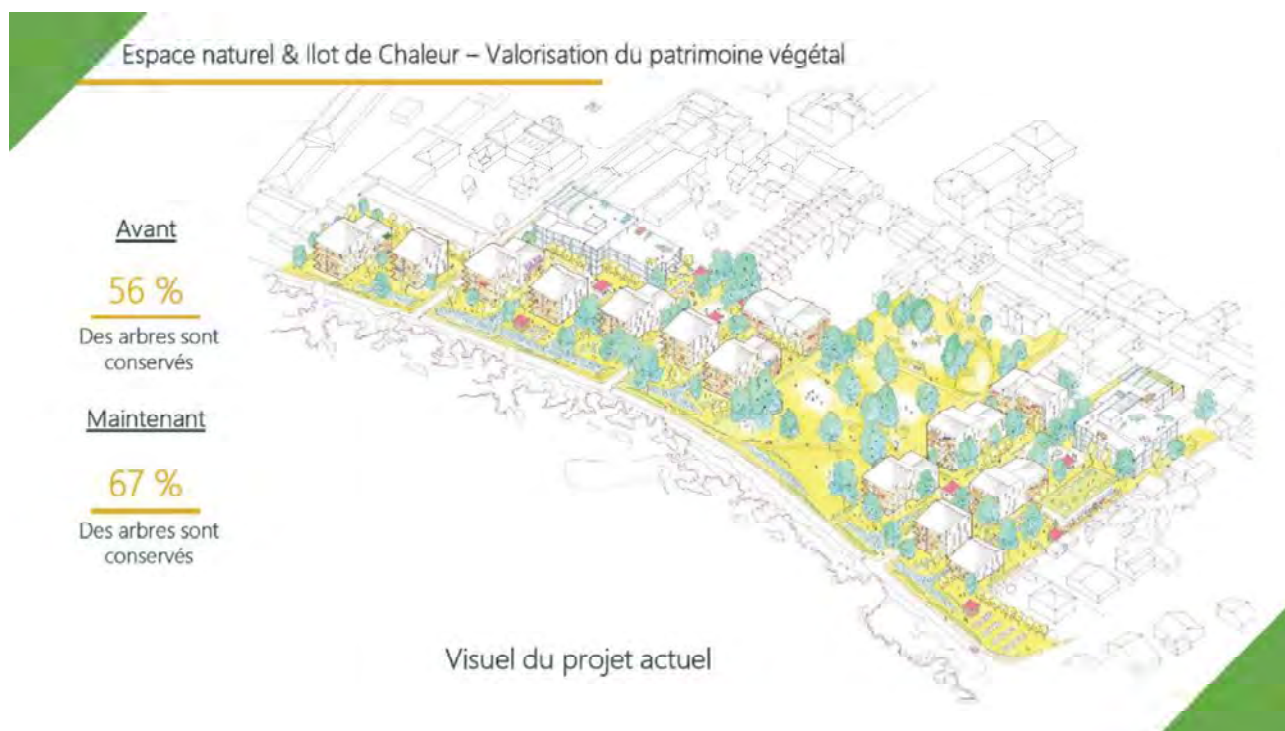 Espace naturel & Ilot de Chaleur – Valorisation du patrimoine végétal
Avant
56 %
Des arbres sont
conservés
Maintenant
67 %
Des arbres sont
conservés
Visuel du projet actuel